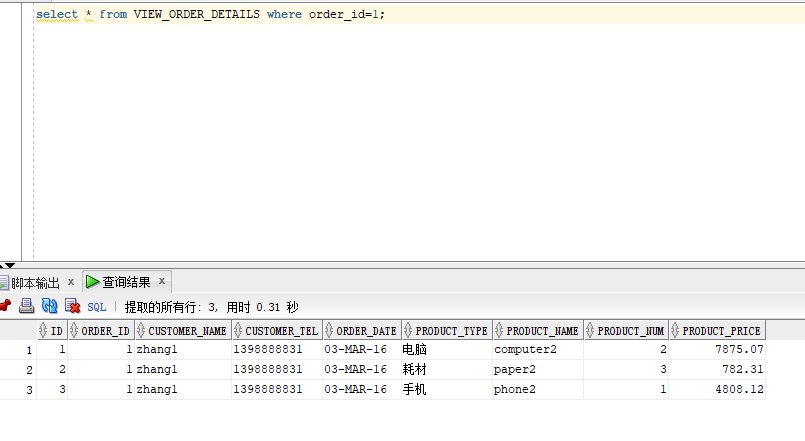 select * from VIEW_ORDER_DETAILS where order_id=1;
脚本输出 x 查询结果 x
SQL | 提取的所有行: 3, 用时 0.31 秒
ID ORDER_ID CUSTOMER_NAME CUSTOMER_TEL ORDER_DATE PRODUCT_TYPE PRODUCT_NAME PRODUCT_NUM PRODUCT_PRICE
1 1 1 zhang1 1398888831 03-MAR-16 电脑 computer2 2 7875.07
2 2 1 zhang1 1398888831 03-MAR-16 耗材 paper2 3 782.31
3 3 1 zhang1 1398888831 03-MAR-16 手机 phone2 1 4808.12